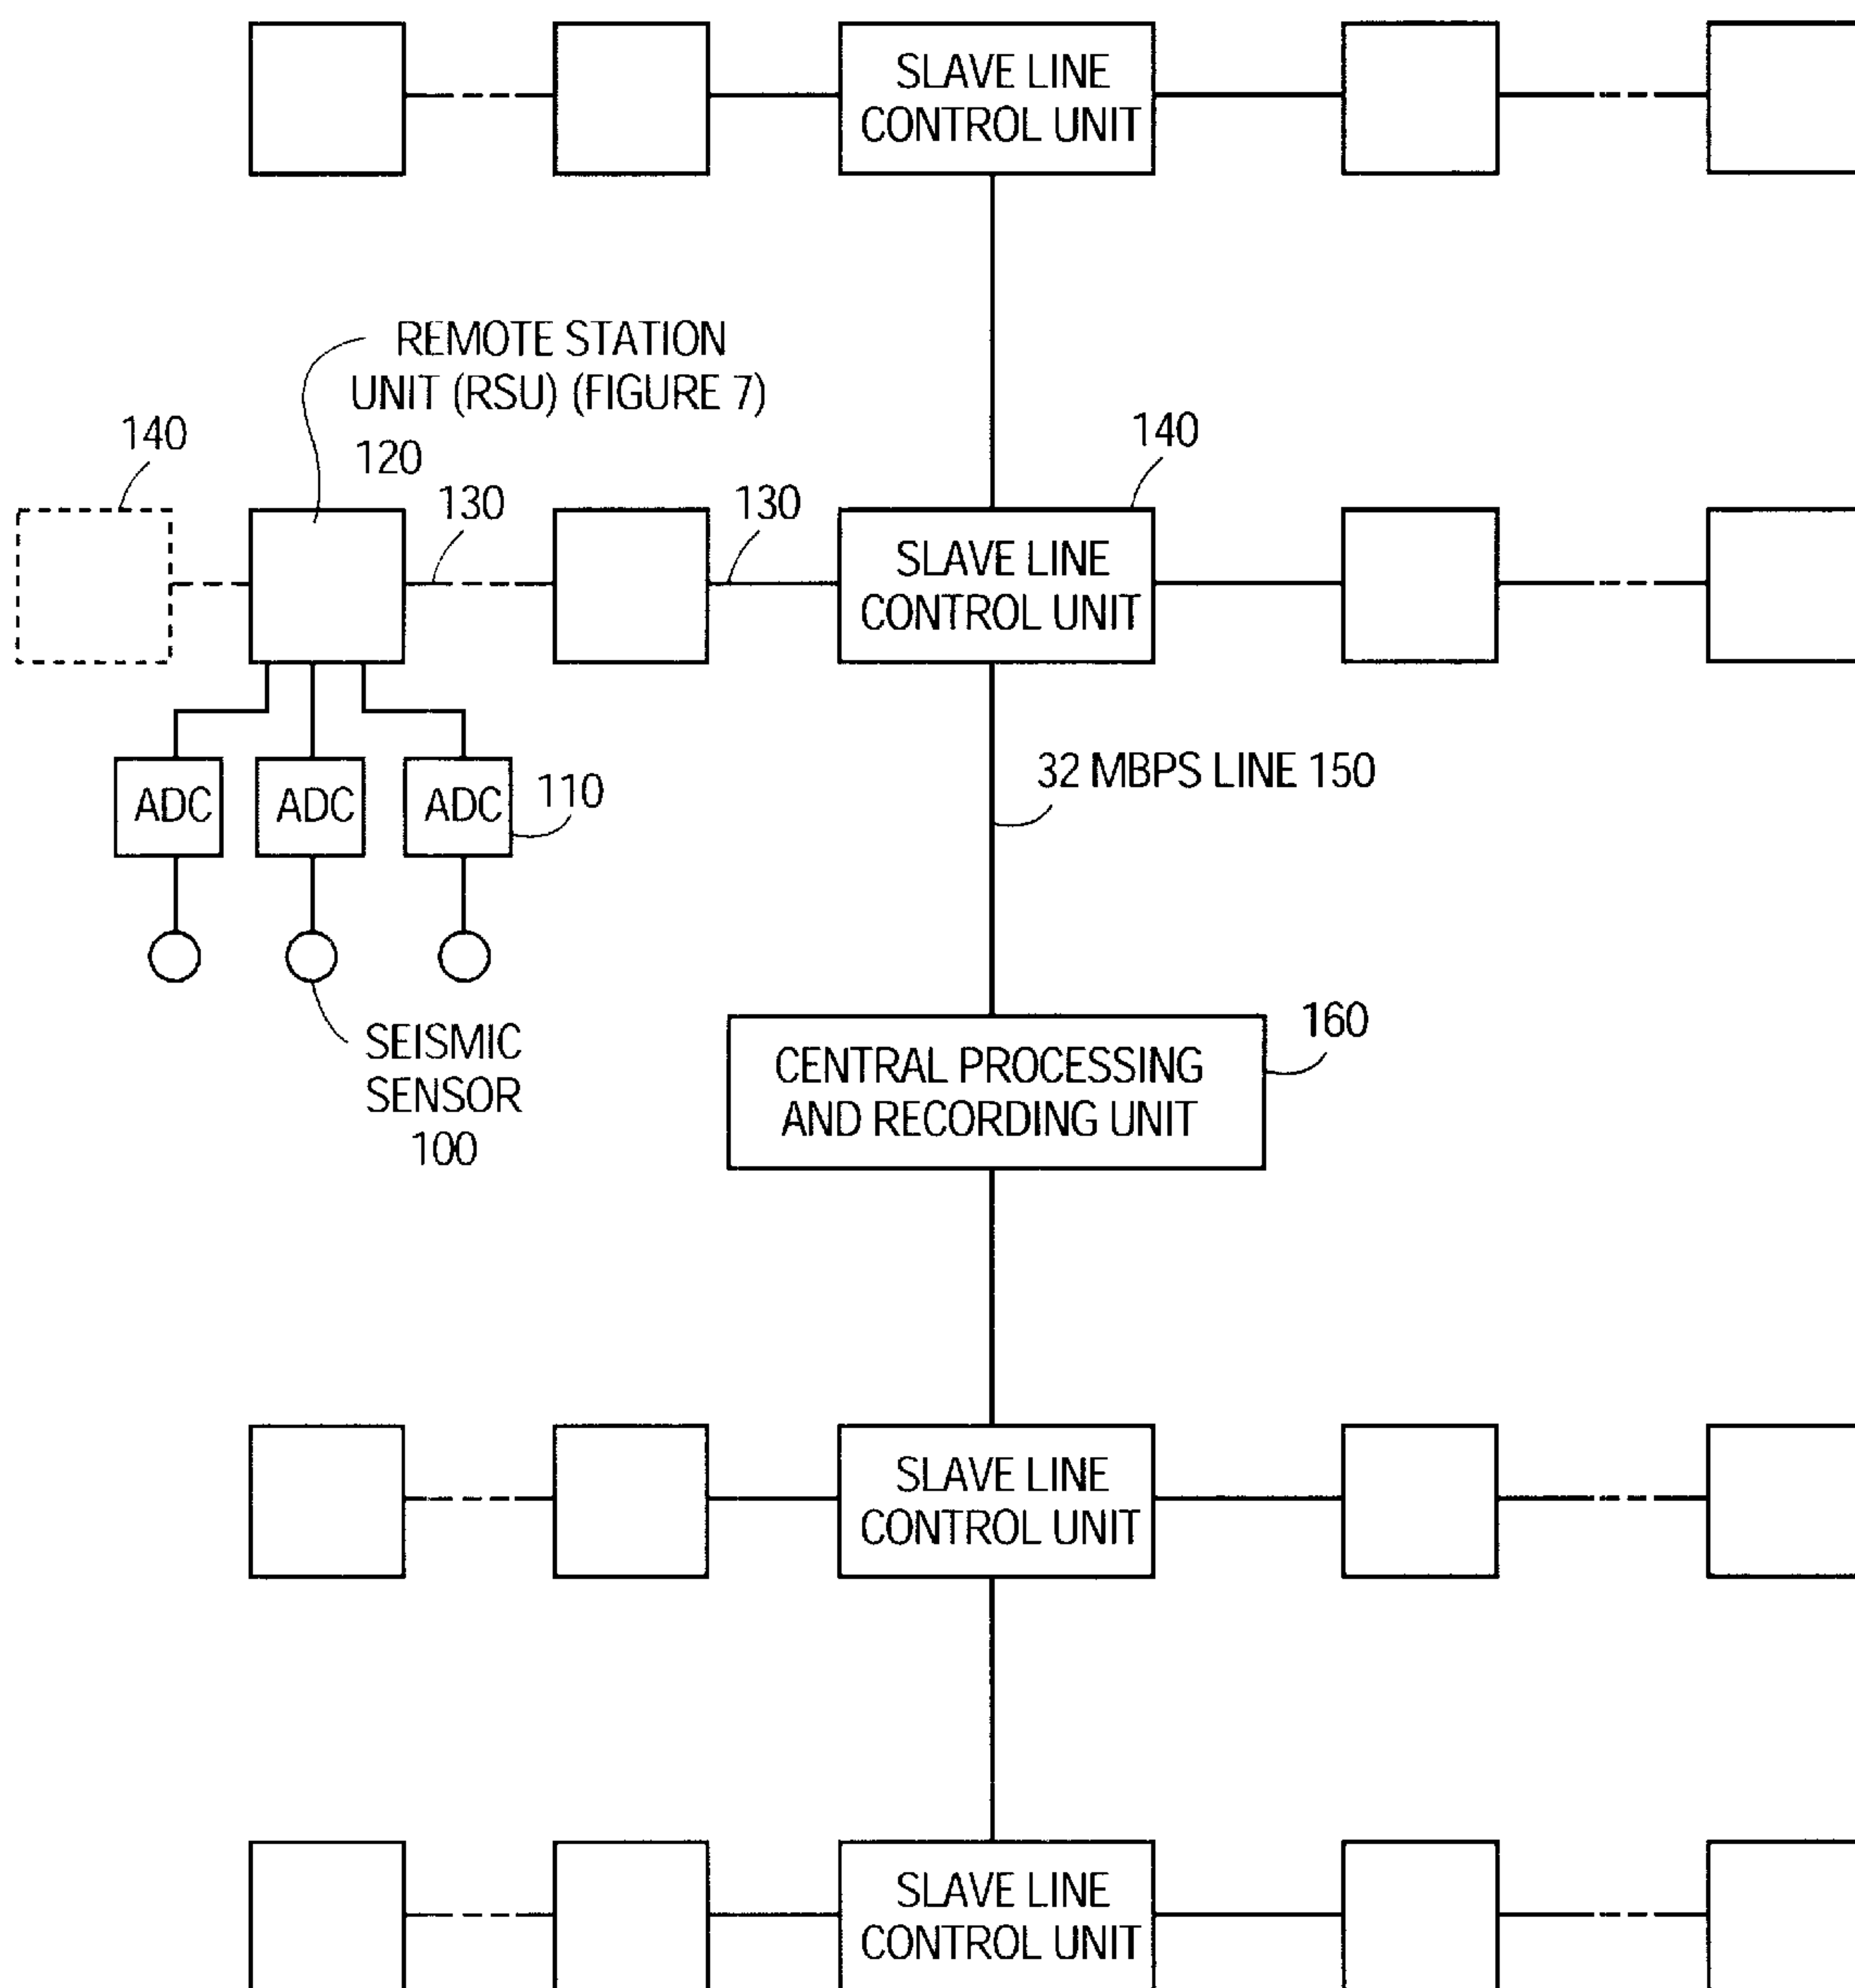 SLAVE LINE
CONTROL UNIT
REMOTE STATION
UNIT (RSU) (FIGURE 7)
120
140
130
130
140
SLAVE LINE
CONTROL UNIT
ADC
ADC
ADC
110
32 MBPS LINE 150
SEISMIC
SENSOR
100
160
CENTRAL PROCESSING
AND RECORDING UNIT
SLAVE LINE
CONTROL UNIT
SLAVE LINE
CONTROL UNIT